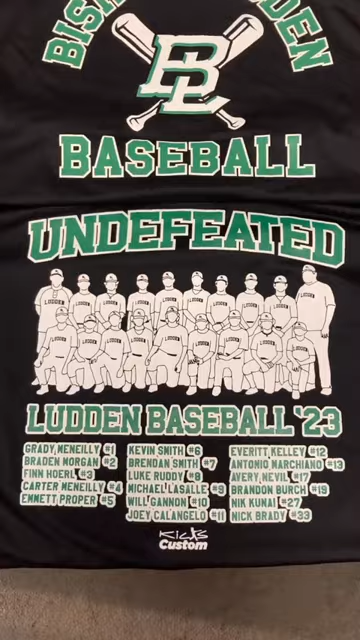 BISHOP LUDDEN
BL
BASEBALL
UNDEFEATED
LUDDEN BASEBALL '23
GRADY MENEILLY #1
BRADEN MORGAN #2
FINN HOERL #3
CARTER MENEILLY #4
EMMETT PROPER #5
KEVIN SMITH #6
BRENDAN SMITH #7
LUKE RUDDY #8
MICHAEL LASALLE #9
WILL GANNON #10
JOEY CALANGELO #11
EVERITT KELLEY #12
ANTONIO MARCHIANO #13
AVERY NEVIL #17
BRANDON BURCH #19
NIK KUNAI #27
NICK BRADY #33
KICKS
Custom